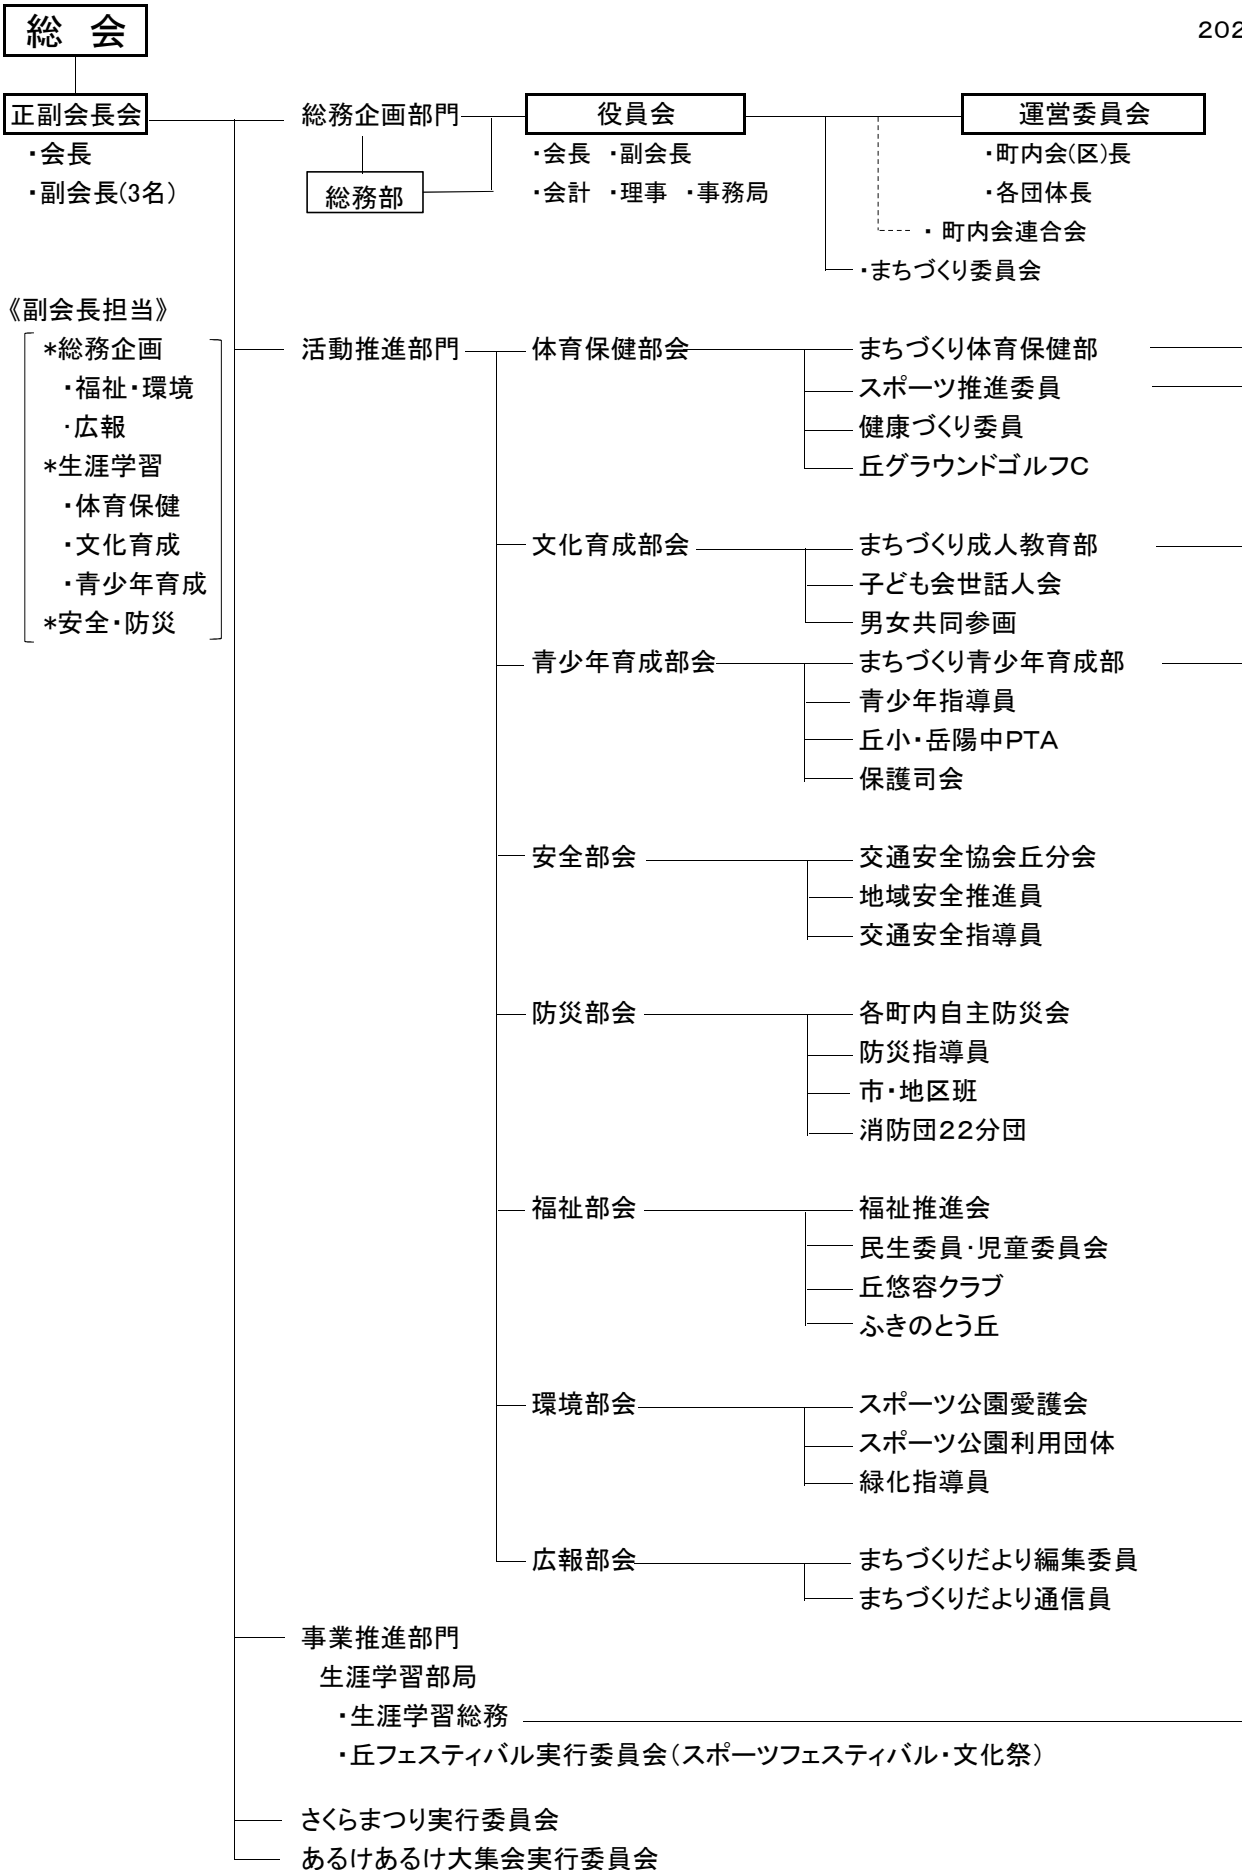 総　会
202
正副会長会
総務企画部門
役員会
運営委員会
・会長
・会長 ・副会長
・町内会(区)長
・副会長(3名)
総務部
・会計 ・理事 ・事務局
・各団体長
・町内会連合会
・まちづくり委員会
《副会長担当》
*総務企画
活動推進部門
体育保健部会
まちづくり体育保健部
・福祉・環境
スポーツ推進委員
・広報
健康づくり委員
*生涯学習
丘グラウンドゴルフC
・体育保健
・文化育成
文化育成部会
まちづくり成人教育部
・青少年育成
子ども会世話人会
*安全・防災
男女共同参画
青少年育成部会
まちづくり青少年育成部
青少年指導員
丘小・岳陽中PTA
保護司会
安全部会
交通安全協会丘分会
地域安全推進員
交通安全指導員
防災部会
各町内自主防災会
防災指導員
市・地区班
消防団22分団
福祉部会
福祉推進会
民生委員・児童委員会
丘悠容クラブ
ふきのとう丘
環境部会
スポーツ公園愛護会
スポーツ公園利用団体
緑化指導員
広報部会
まちづくりだより編集委員
まちづくりだより通信員
事業推進部門
生涯学習部局
・生涯学習総務
・丘フェスティバル実行委員会(スポーツフェスティバル・文化祭)
さくらまつり実行委員会
あるけあるけ大集会実行委員会